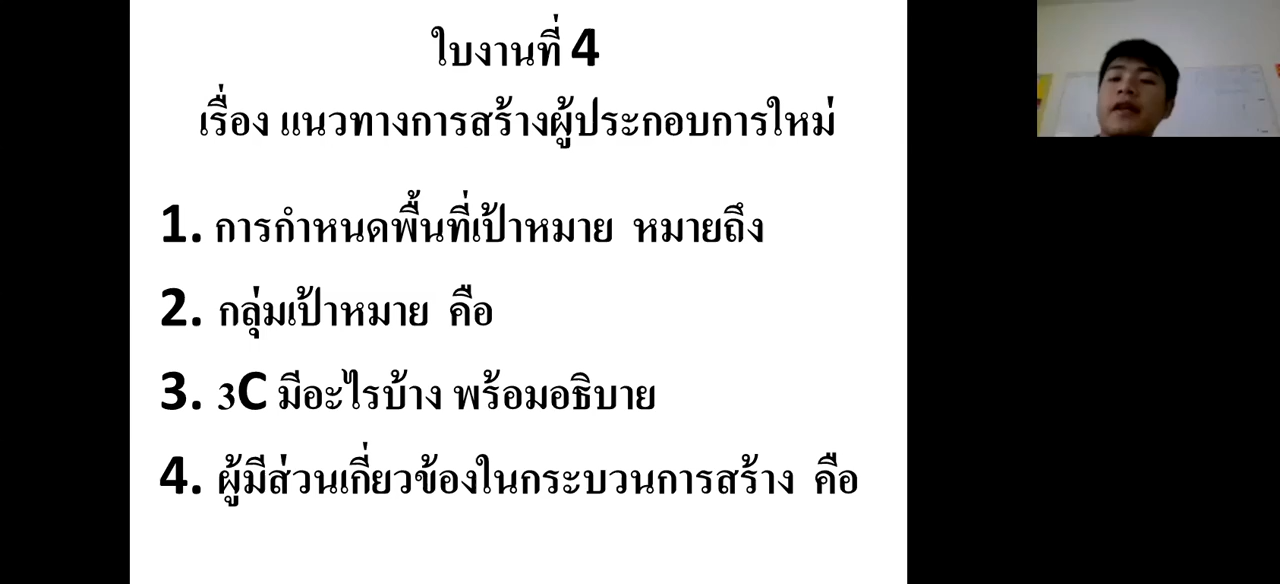 ใบงานที่ 4
เรื่อง แนวทางการสร้างผู้ประกอบการใหม่
1. การกำหนดพื้นที่เป้าหมาย หมายถึง
2. กลุ่มเป้าหมาย คือ
3. 3C มีอะไรบ้าง พร้อมอธิบาย
4. ผู้มีส่วนเกี่ยวข้องในกระบวนการสร้าง คือ